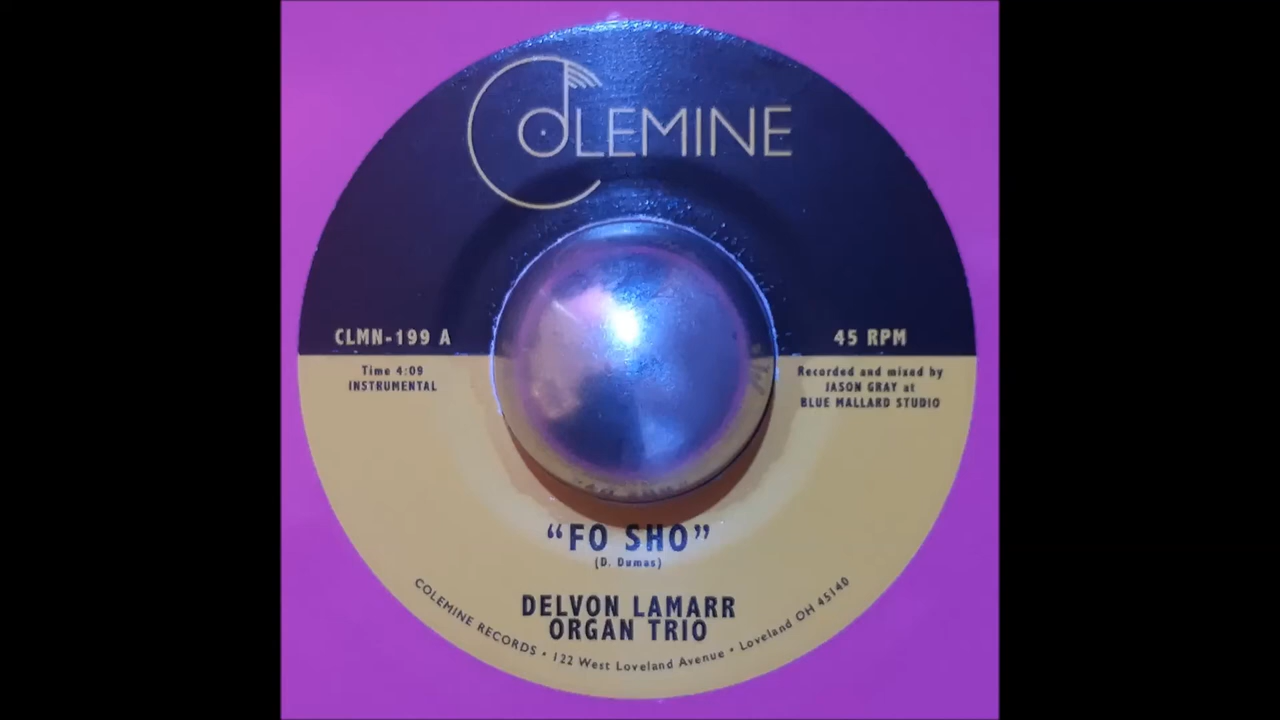 COLEMINE
CLMN-199 A
45 RPM
Time 4:09
INSTRUMENTAL
Recorded and mixed by
JASON GRAY at
BLUE MALLARD STUDIO
“FO SHO”
(D. Dumas)
DELVON LAMARR
ORGAN TRIO
COLEMINE RECORDS • 122 West Loveland Avenue • Loveland OH 45140